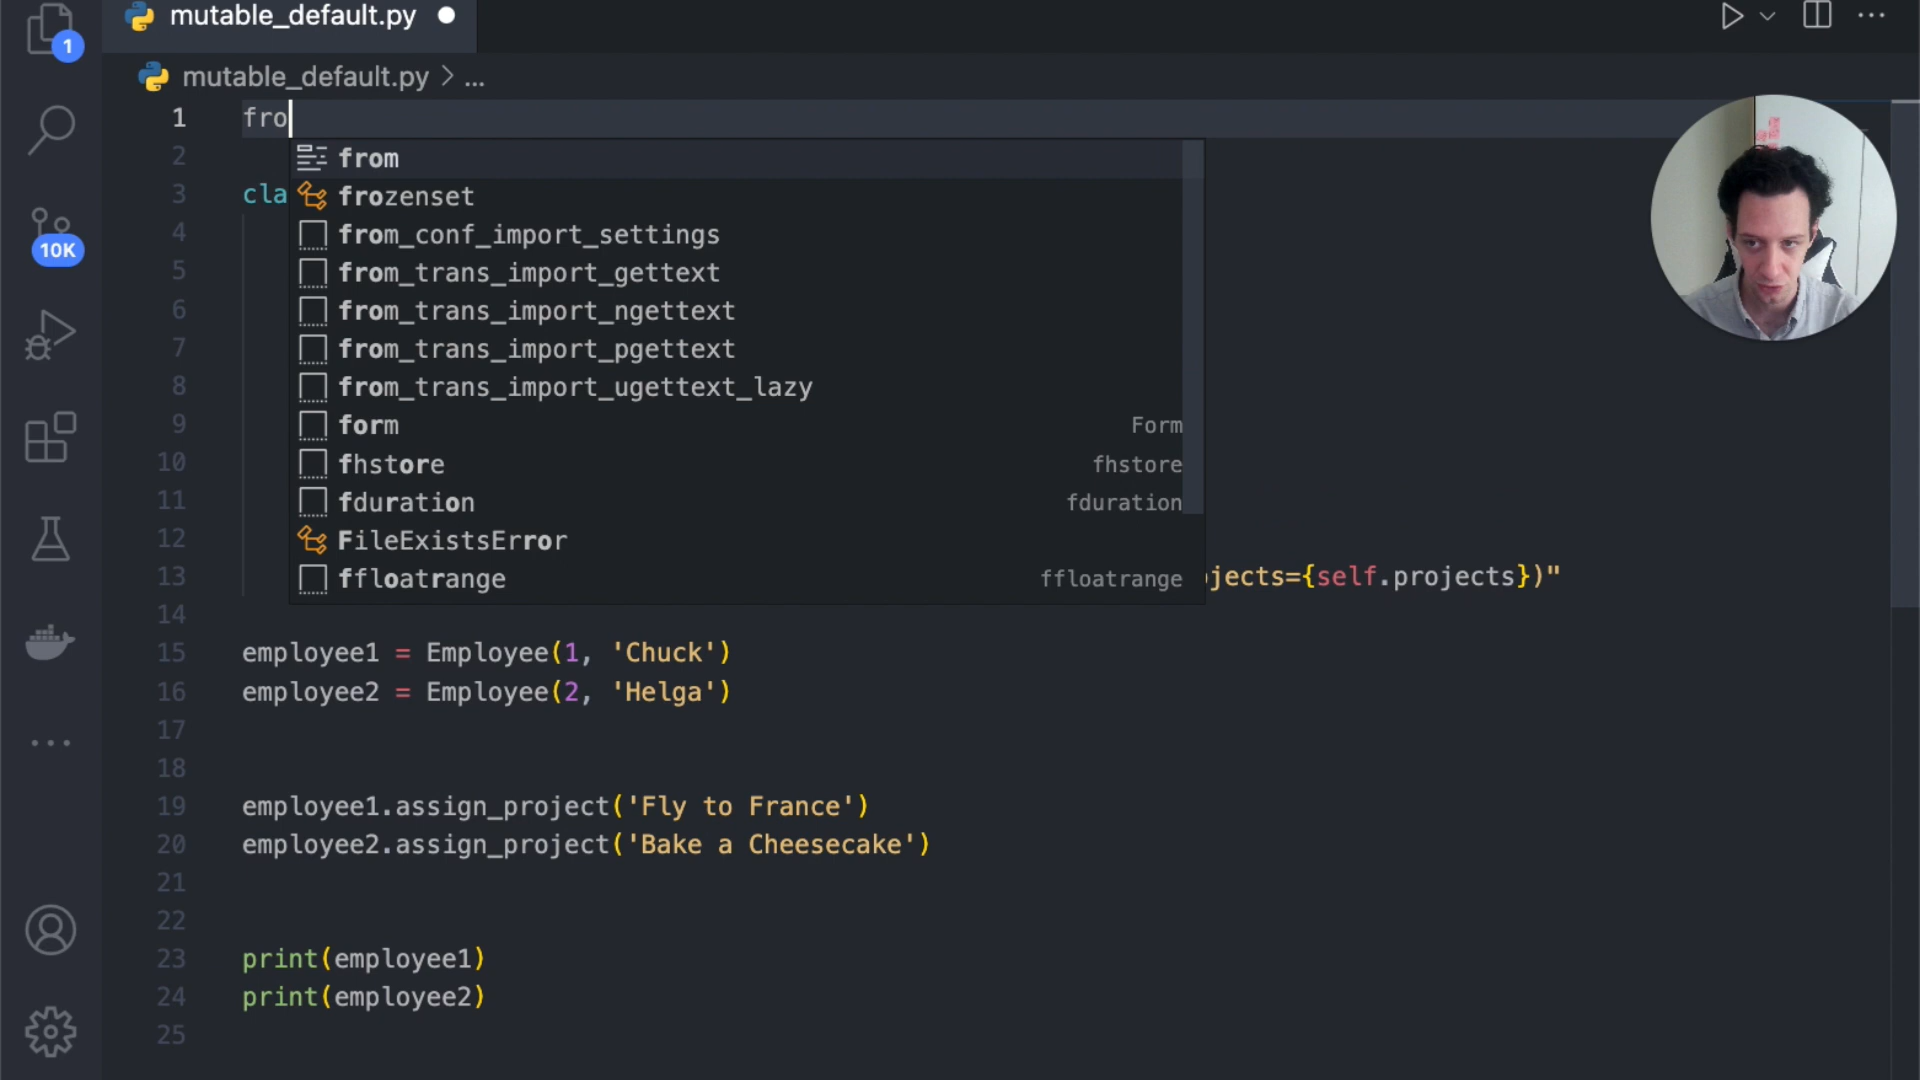 mutable_default.py
mutable_default.py > ...
1
10K
1 fro
2
3 cla
4
5
6
7
8
9
10
11
12
13 jects={self.projects})"
14
15 employee1 = Employee(1, 'Chuck')
16 employee2 = Employee(2, 'Helga')
17
18
19 employee1.assign_project('Fly to France')
20 employee2.assign_project('Bake a Cheesecake')
21
22
23 print(employee1)
24 print(employee2)
25
from
frozenset
from_conf_import_settings
from_trans_import_gettext
from_trans_import_ngettext
from_trans_import_pgettext
from_trans_import_ugettext_lazy
form Form
fhstore fhstore
fduration fduration
FileExistsError
ffloatrange ffloatrange